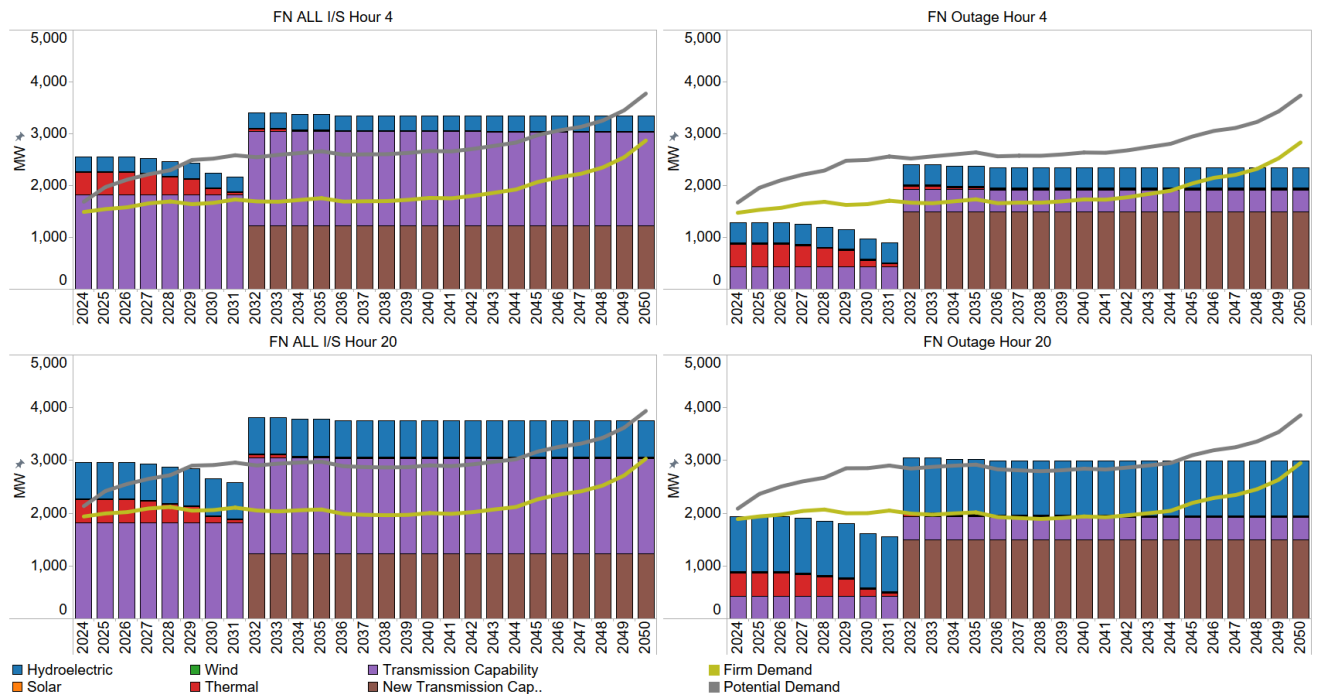 FN ALL I/S Hour 4
5,000
4,000
3,000
2,000
1,000
0
MW
2024 2025 2026 2027 2028 2029 2030 2031 2032 2033 2034 2035 2036 2037 2038 2039 2040 2041 2042 2043 2044 2045 2046 2047 2048 2049 2050
FN Outage Hour 4
5,000
4,000
3,000
2,000
1,000
0
MW
2024 2025 2026 2027 2028 2029 2030 2031 2032 2033 2034 2035 2036 2037 2038 2039 2040 2041 2042 2043 2044 2045 2046 2047 2048 2049 2050
FN ALL I/S Hour 20
5,000
4,000
3,000
2,000
1,000
0
MW
2024 2025 2026 2027 2028 2029 2030 2031 2032 2033 2034 2035 2036 2037 2038 2039 2040 2041 2042 2043 2044 2045 2046 2047 2048 2049 2050
FN Outage Hour 20
5,000
4,000
3,000
2,000
1,000
0
MW
2024 2025 2026 2027 2028 2029 2030 2031 2032 2033 2034 2035 2036 2037 2038 2039 2040 2041 2042 2043 2044 2045 2046 2047 2048 2049 2050
Hydroelectric Wind Transmission Capability Firm Demand
Solar Thermal New Transmission Cap.. Potential Demand